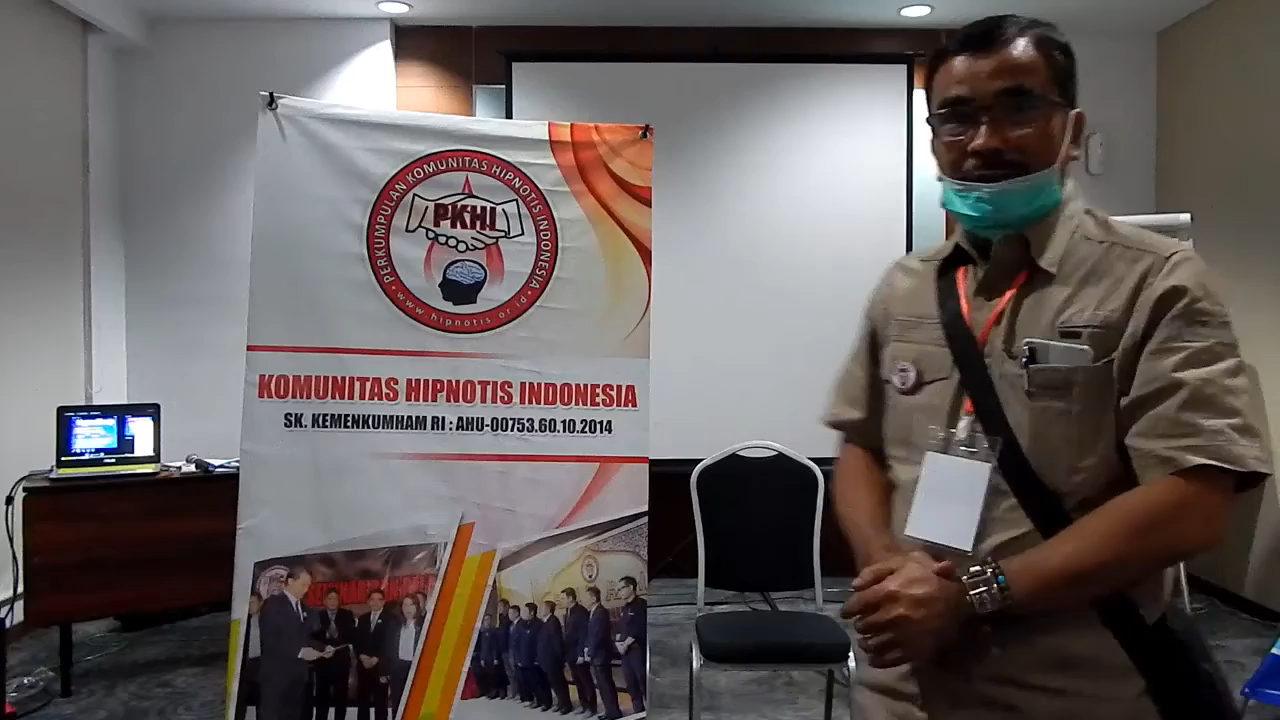 PERKUMPULAN KOMUNITAS HIPNOTIS INDONESIA
PKHI
www.hipnotis.or.id
KOMUNITAS HIPNOTIS INDONESIA
SK. KEMENKUMHAM RI : AHU-00753.60.10.2014